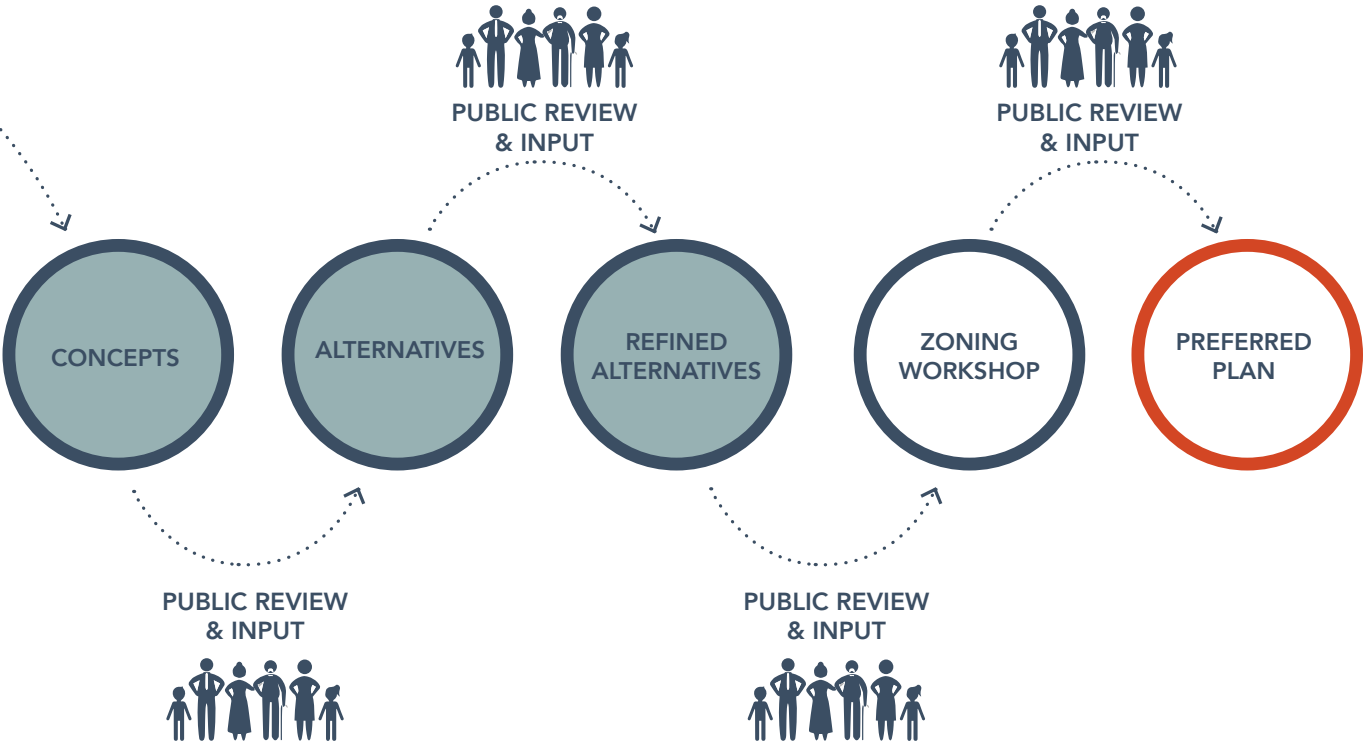 PUBLIC REVIEW
& INPUT
PUBLIC REVIEW
& INPUT
CONCEPTS
ALTERNATIVES
REFINED
ALTERNATIVES
ZONING
WORKSHOP
PREFERRED
PLAN
PUBLIC REVIEW
& INPUT
PUBLIC REVIEW
& INPUT